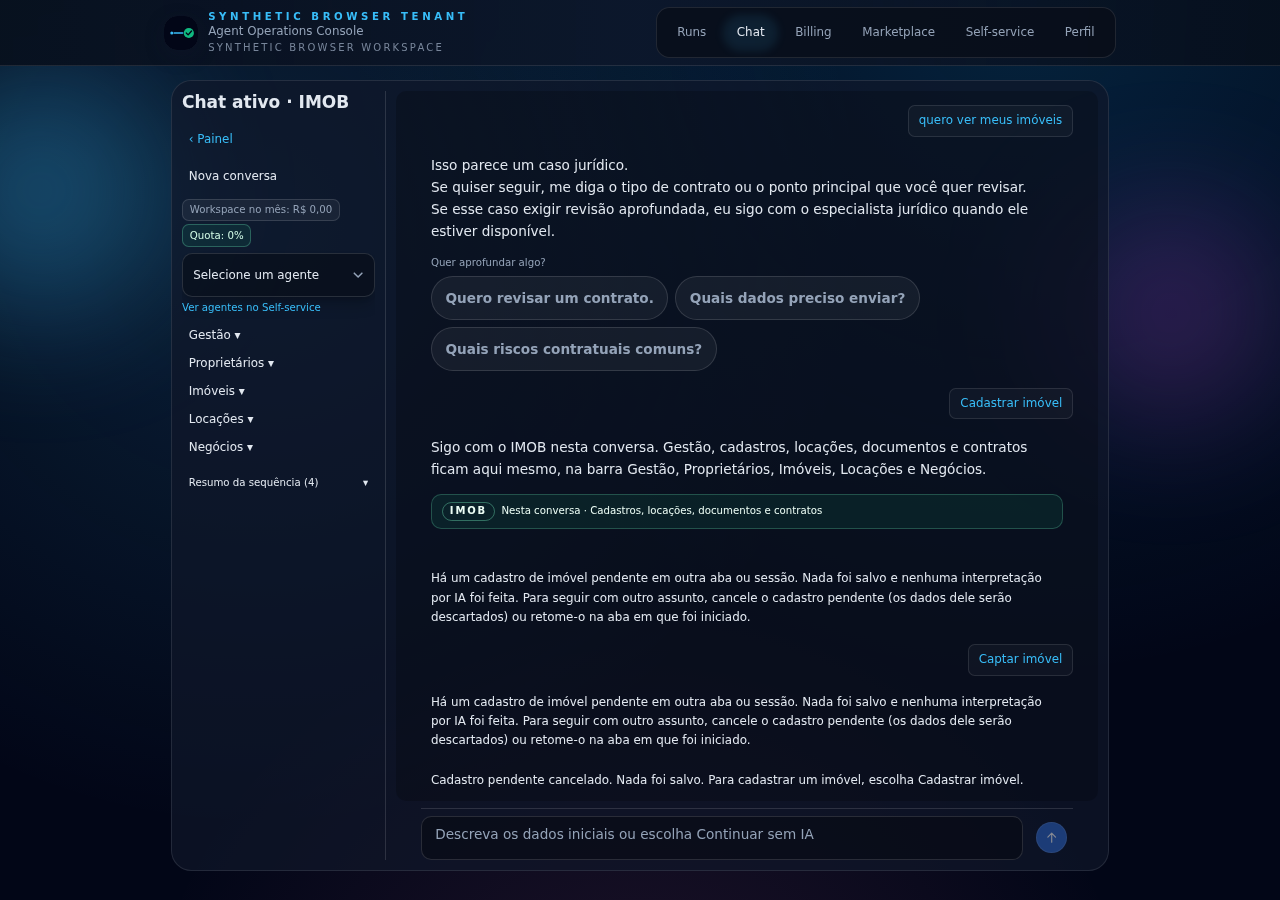 SYNTHETIC BROWSER TENANT
Agent Operations Console
SYNTHETIC BROWSER WORKSPACE
Runs
Chat
Billing
Marketplace
Self-service
Perfil
Chat ativo · IMOB
‹ Painel
Nova conversa
Workspace no mês: R$ 0,00
Quota: 0%
Selecione um agente
Ver agentes no Self-service
Gestão ▾
Proprietários ▾
Imóveis ▾
Locações ▾
Negócios ▾
Resumo da sequência (4) ▾
quero ver meus imóveis
Isso parece um caso jurídico.
Se quiser seguir, me diga o tipo de contrato ou o ponto principal que você quer revisar.
Se esse caso exigir revisão aprofundada, eu sigo com o especialista jurídico quando ele
estiver disponível.
Quer aprofundar algo?
Quero revisar um contrato.
Quais dados preciso enviar?
Quais riscos contratuais comuns?
Cadastrar imóvel
Sigo com o IMOB nesta conversa. Gestão, cadastros, locações, documentos e contratos
ficam aqui mesmo, na barra Gestão, Proprietários, Imóveis, Locações e Negócios.
IMOB Nesta conversa · Cadastros, locações, documentos e contratos
Há um cadastro de imóvel pendente em outra aba ou sessão. Nada foi salvo e nenhuma interpretação
por IA foi feita. Para seguir com outro assunto, cancele o cadastro pendente (os dados dele serão
descartados) ou retome-o na aba em que foi iniciado.
Captar imóvel
Há um cadastro de imóvel pendente em outra aba ou sessão. Nada foi salvo e nenhuma interpretação
por IA foi feita. Para seguir com outro assunto, cancele o cadastro pendente (os dados dele serão
descartados) ou retome-o na aba em que foi iniciado.
Cadastro pendente cancelado. Nada foi salvo. Para cadastrar um imóvel, escolha Cadastrar imóvel.
Descreva os dados iniciais ou escolha Continuar sem IA